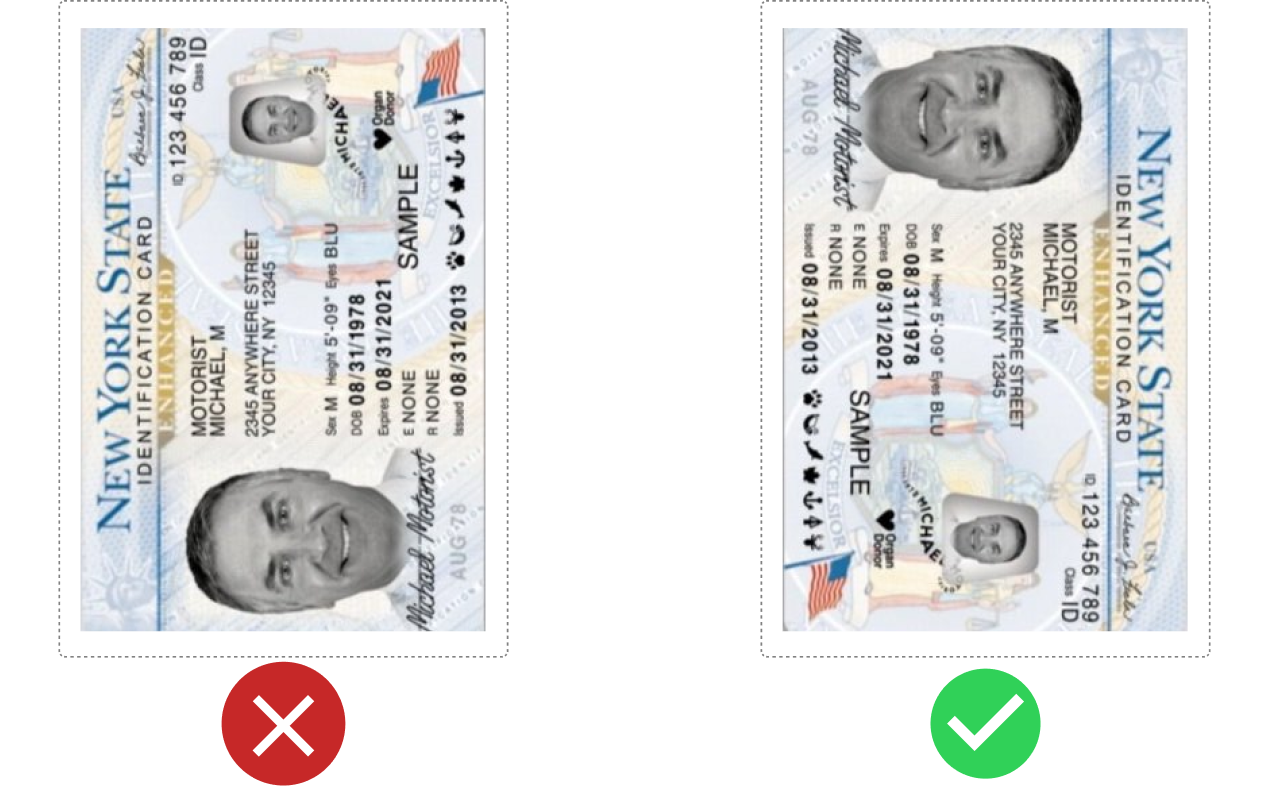 NEW YORK STATE
USA
IDENTIFICATION CARD
ENHANCED
ID 123 456 789
Class ID
MOTORIST
MICHAEL, M
2345 ANYWHERE STREET
YOUR CITY, NY 12345
Sex M Height 5'-09" Eyes BLU
DOB 08/31/1978
Expires 08/31/2021
E NONE
R NONE
Issued 08/31/2013
MICHAEL
Organ
Donor
SAMPLE
EXCELSIOR
Michael Motorist
AUG 78
NEW YORK STATE
USA
IDENTIFICATION CARD
ENHANCED
ID 123 456 789
Class ID
MOTORIST
MICHAEL, M
2345 ANYWHERE STREET
YOUR CITY, NY 12345
Sex M Height 5'-09" Eyes BLU
DOB 08/31/1978
Expires 08/31/2021
E NONE
R NONE
Issued 08/31/2013
MICHAEL
Organ
Donor
SAMPLE
EXCELSIOR
Michael Motorist
AUG 78